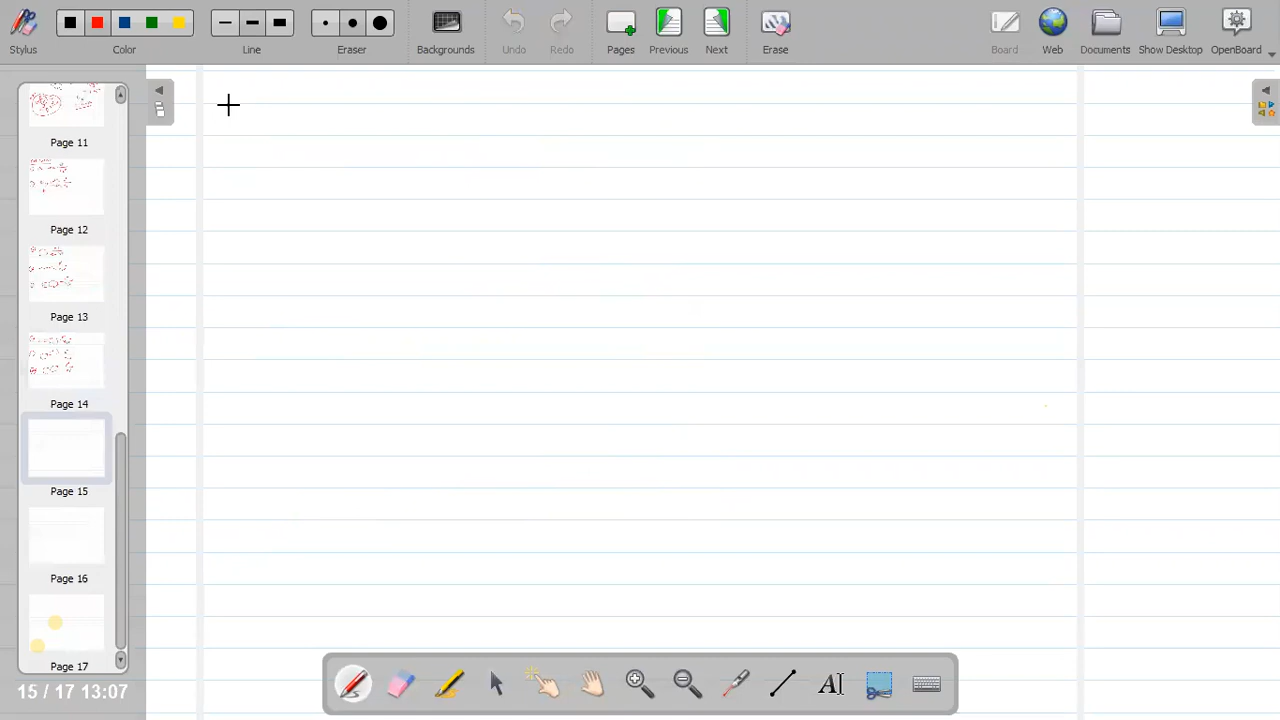 Stylus Color Line Eraser Backgrounds Undo Redo Pages Previous Next Erase Board Web Documents Show Desktop OpenBoard
Page 11
Page 12
Page 13
Page 14
Page 15
Page 16
Page 17
15 / 17 13:07